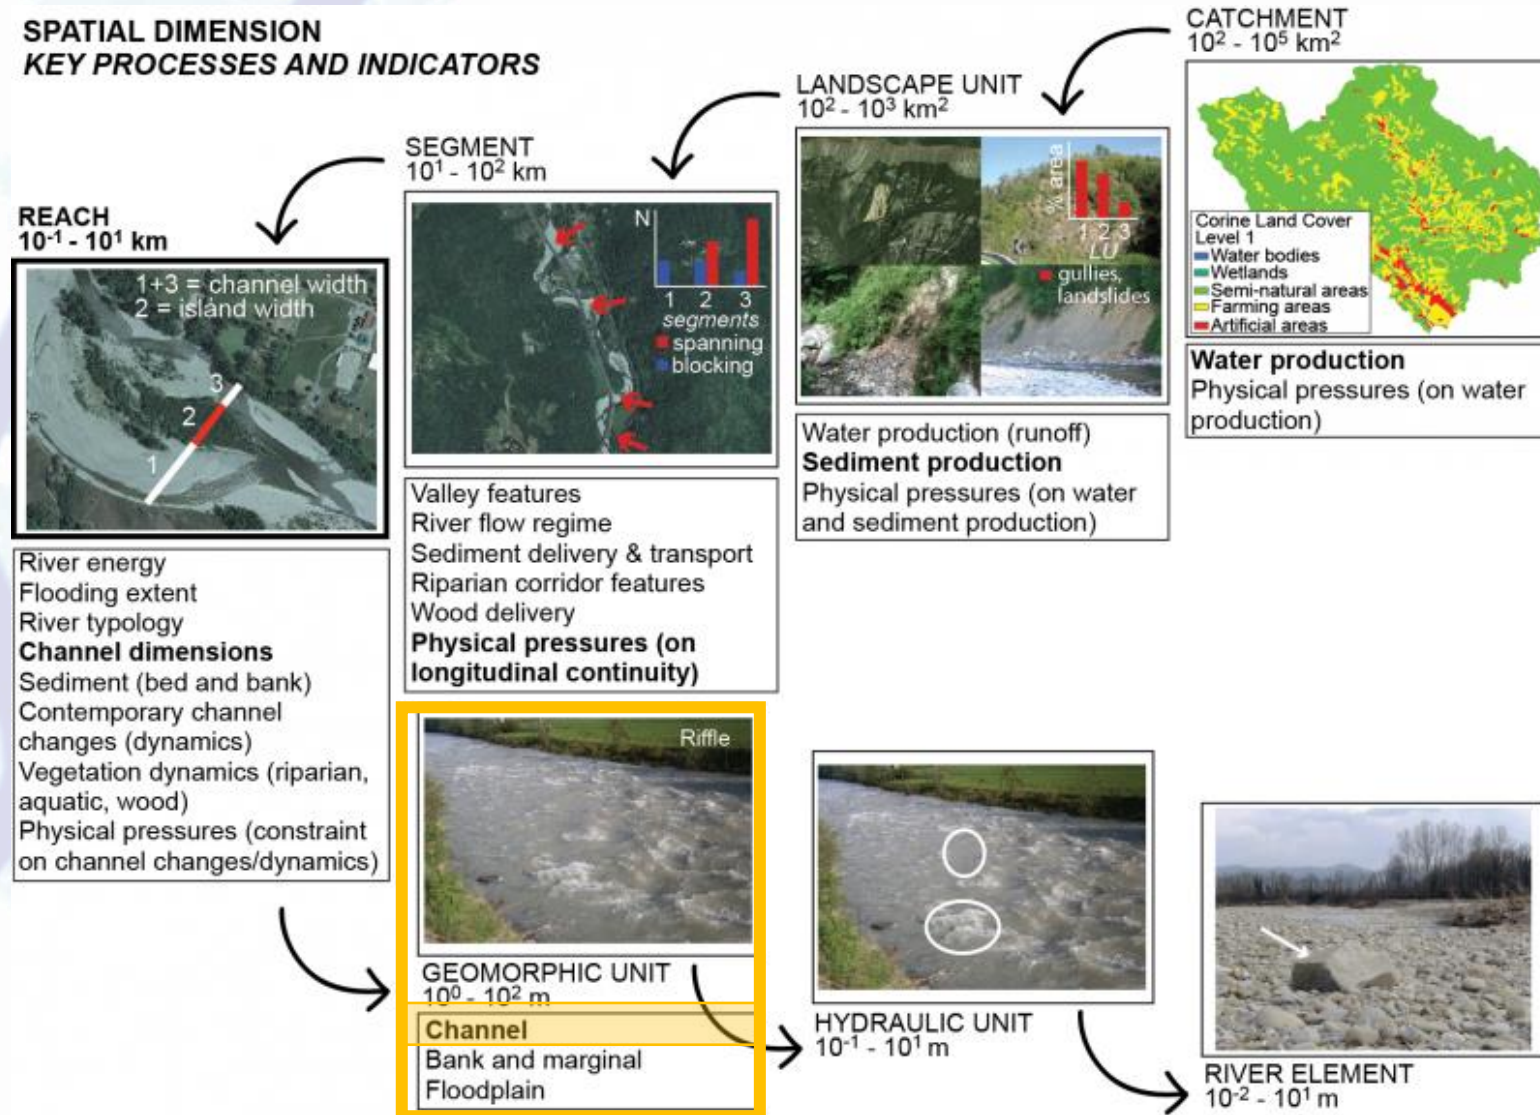 SPATIAL DIMENSION
KEY PROCESSES AND INDICATORS
CATCHMENT
10² - 10⁵ km²
Corine Land Cover
Level 1
Water bodies
Wetlands
Semi-natural areas
Farming areas
Artificial areas
Water production
Physical pressures (on water
production)
LANDSCAPE UNIT
10² - 10³ km²
% area
1 2 3
LU
gullies,
landslides
Water production (runoff)
Sediment production
Physical pressures (on water
and sediment production)
SEGMENT
10¹ - 10² km
N
1 2 3
segments
spanning
blocking
Valley features
River flow regime
Sediment delivery & transport
Riparian corridor features
Wood delivery
Physical pressures (on
longitudinal continuity)
REACH
10⁻¹ - 10¹ km
1+3 = channel width
2 = island width
3
2
1
River energy
Flooding extent
River typology
Channel dimensions
Sediment (bed and bank)
Contemporary channel
changes (dynamics)
Vegetation dynamics (riparian,
aquatic, wood)
Physical pressures (constraint
on channel changes/dynamics)
Riffle
GEOMORPHIC UNIT
10⁰ - 10² m
Channel
Bank and marginal
Floodplain
HYDRAULIC UNIT
10⁻¹ - 10¹ m
RIVER ELEMENT
10⁻² - 10¹ m